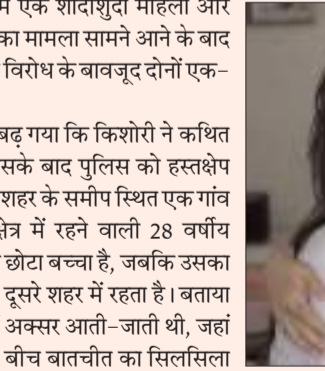 एक शादीशुदा महिला और
का मामला सामने आने के बाद
विरोध के बावजूद दोनों एक-
बढ़ गया कि किशोरी ने कथित
सके बाद पुलिस को हस्तक्षेप
शहर के समीप स्थित एक गांव
क्षेत्र में रहने वाली 28 वर्षीय
छोटा बच्चा है, जबकि उसका
दूसरे शहर में रहता है। बताया
अक्सर आती-जाती थी, जहां
बीच बातचीत का सिलसिला